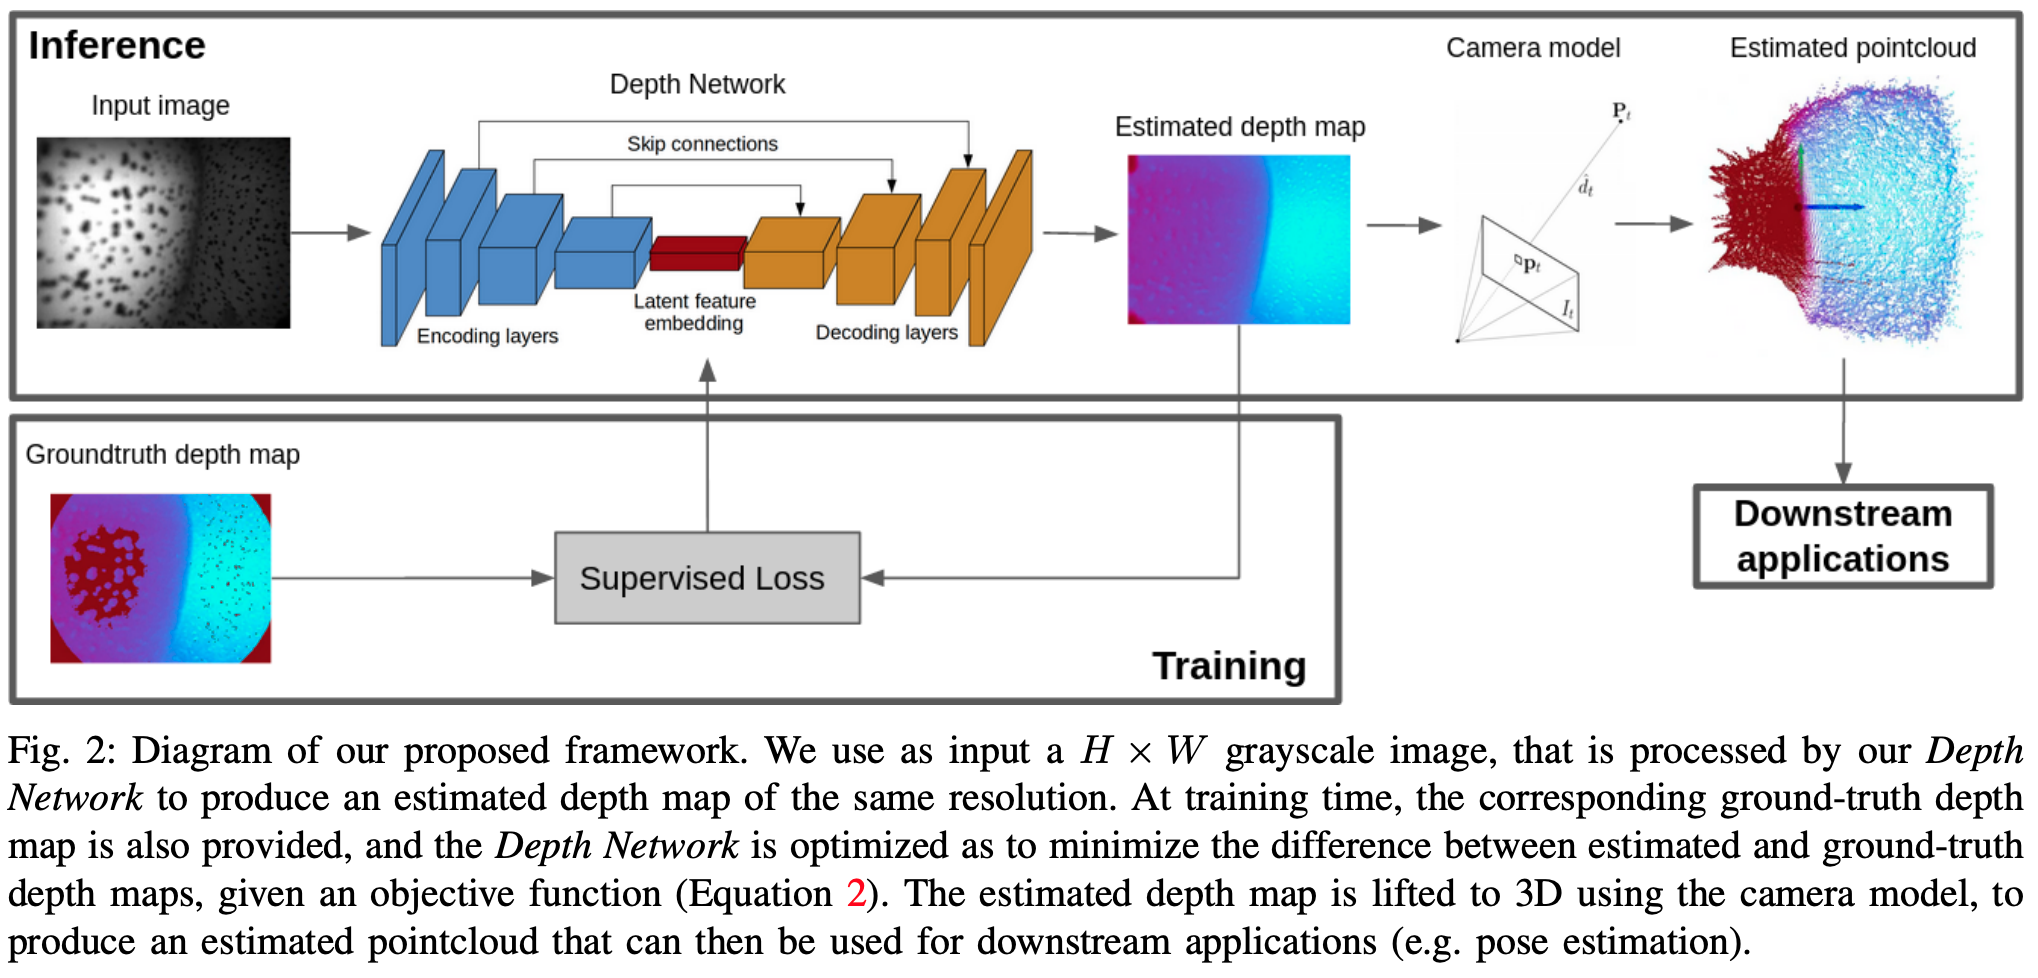 Inference
Input image
Depth Network
Skip connections
Encoding layers
Latent feature
embedding
Decoding layers
Estimated depth map
Camera model
P_t
d̂_t
p_t
I_t
Estimated pointcloud
Groundtruth depth map
Supervised Loss
Training
Downstream
applications
Fig. 2: Diagram of our proposed framework. We use as input a H × W grayscale image, that is processed by our Depth
Network to produce an estimated depth map of the same resolution. At training time, the corresponding ground-truth depth
map is also provided, and the Depth Network is optimized as to minimize the difference between estimated and ground-truth
depth maps, given an objective function (Equation 2). The estimated depth map is lifted to 3D using the camera model, to
produce an estimated pointcloud that can then be used for downstream applications (e.g. pose estimation).